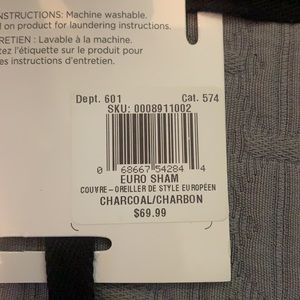 INSTRUCTIONS: Machine washable.
on product for laundering instructions.
RETIEN : Lavable à la machine.
tez l'étiquette sur le produit pour
es instructions d'entretien.
Dept. 601 Cat. 574
SKU: 0008911002
0 68667 54284 4
EURO SHAM
COUVRE-OREILLER DE STYLE EUROPÉEN
CHARCOAL/CHARBON
$69.99